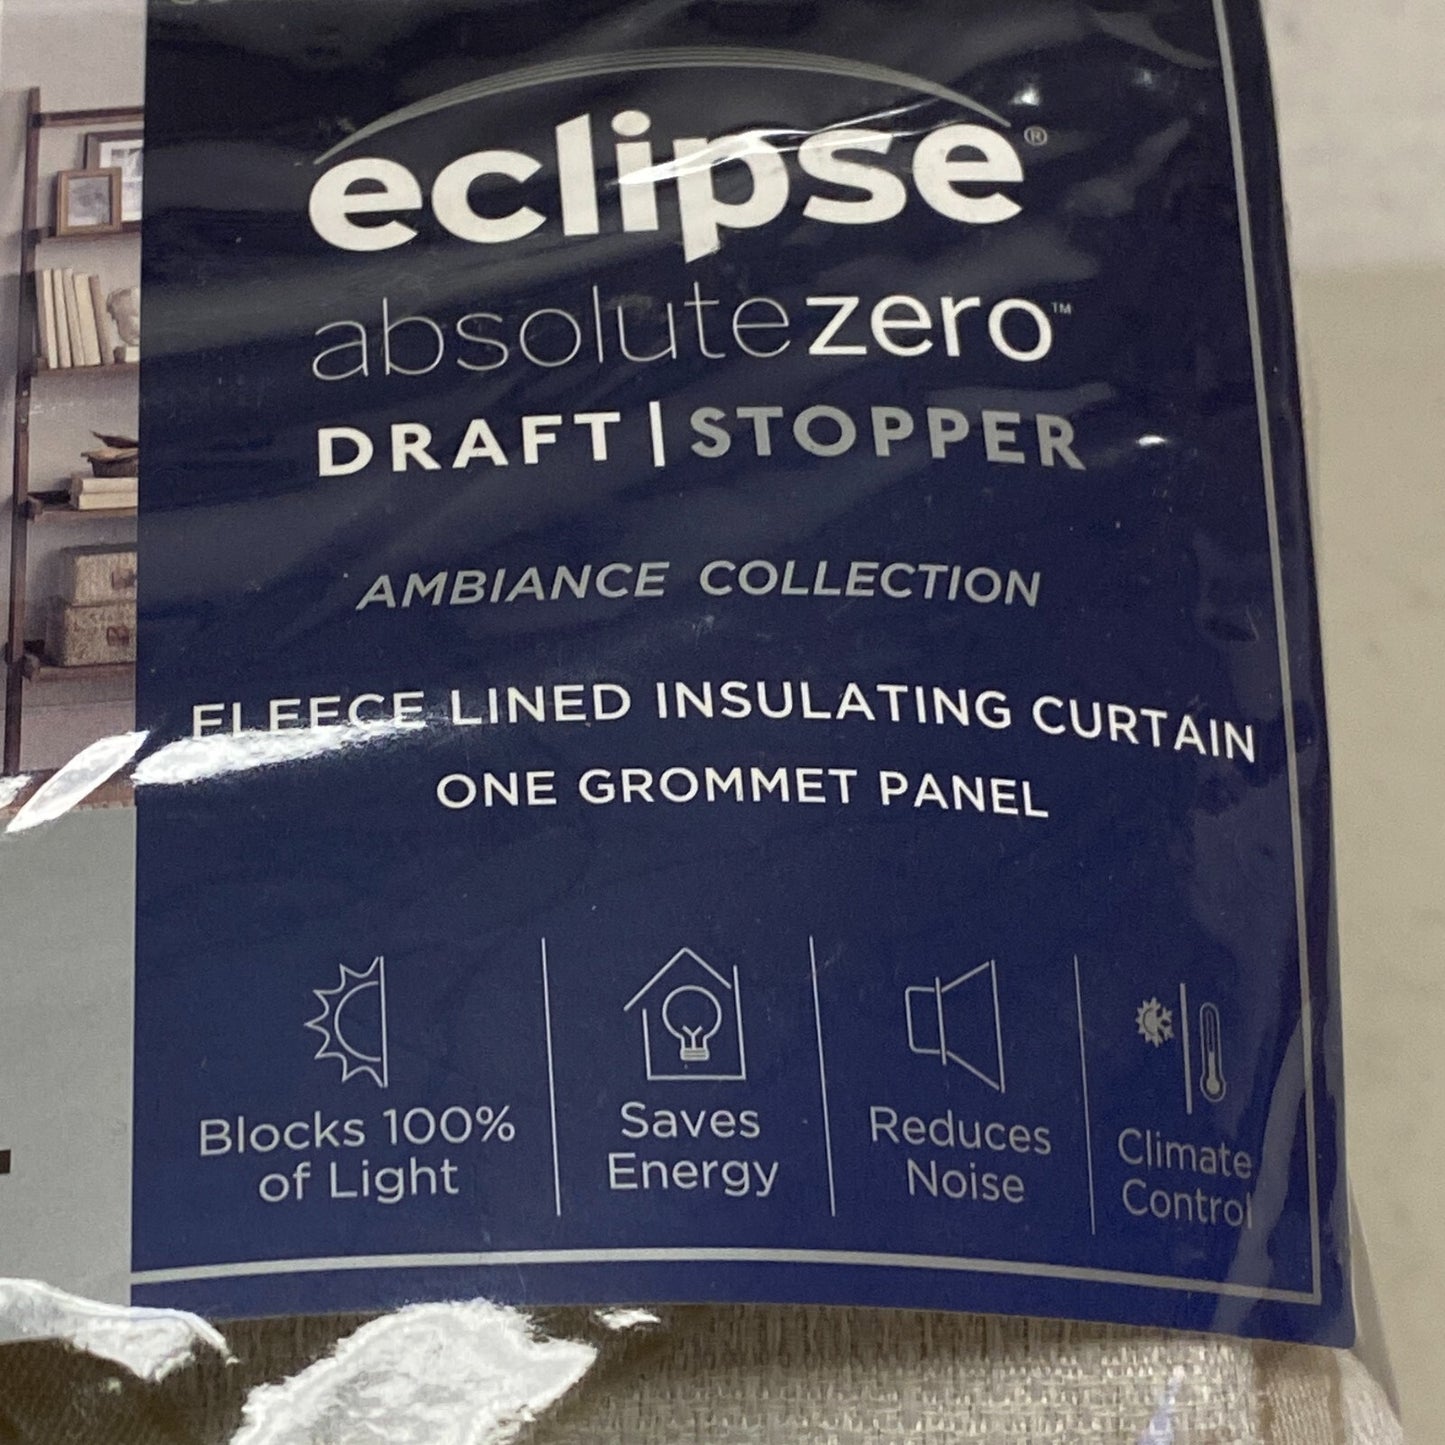 eclipse®
absolutezero™
DRAFT | STOPPER
AMBIANCE COLLECTION
FLEECE LINED INSULATING CURTAIN
ONE GROMMET PANEL
Blocks 100%
of Light
Saves
Energy
Reduces
Noise
Climate
Control